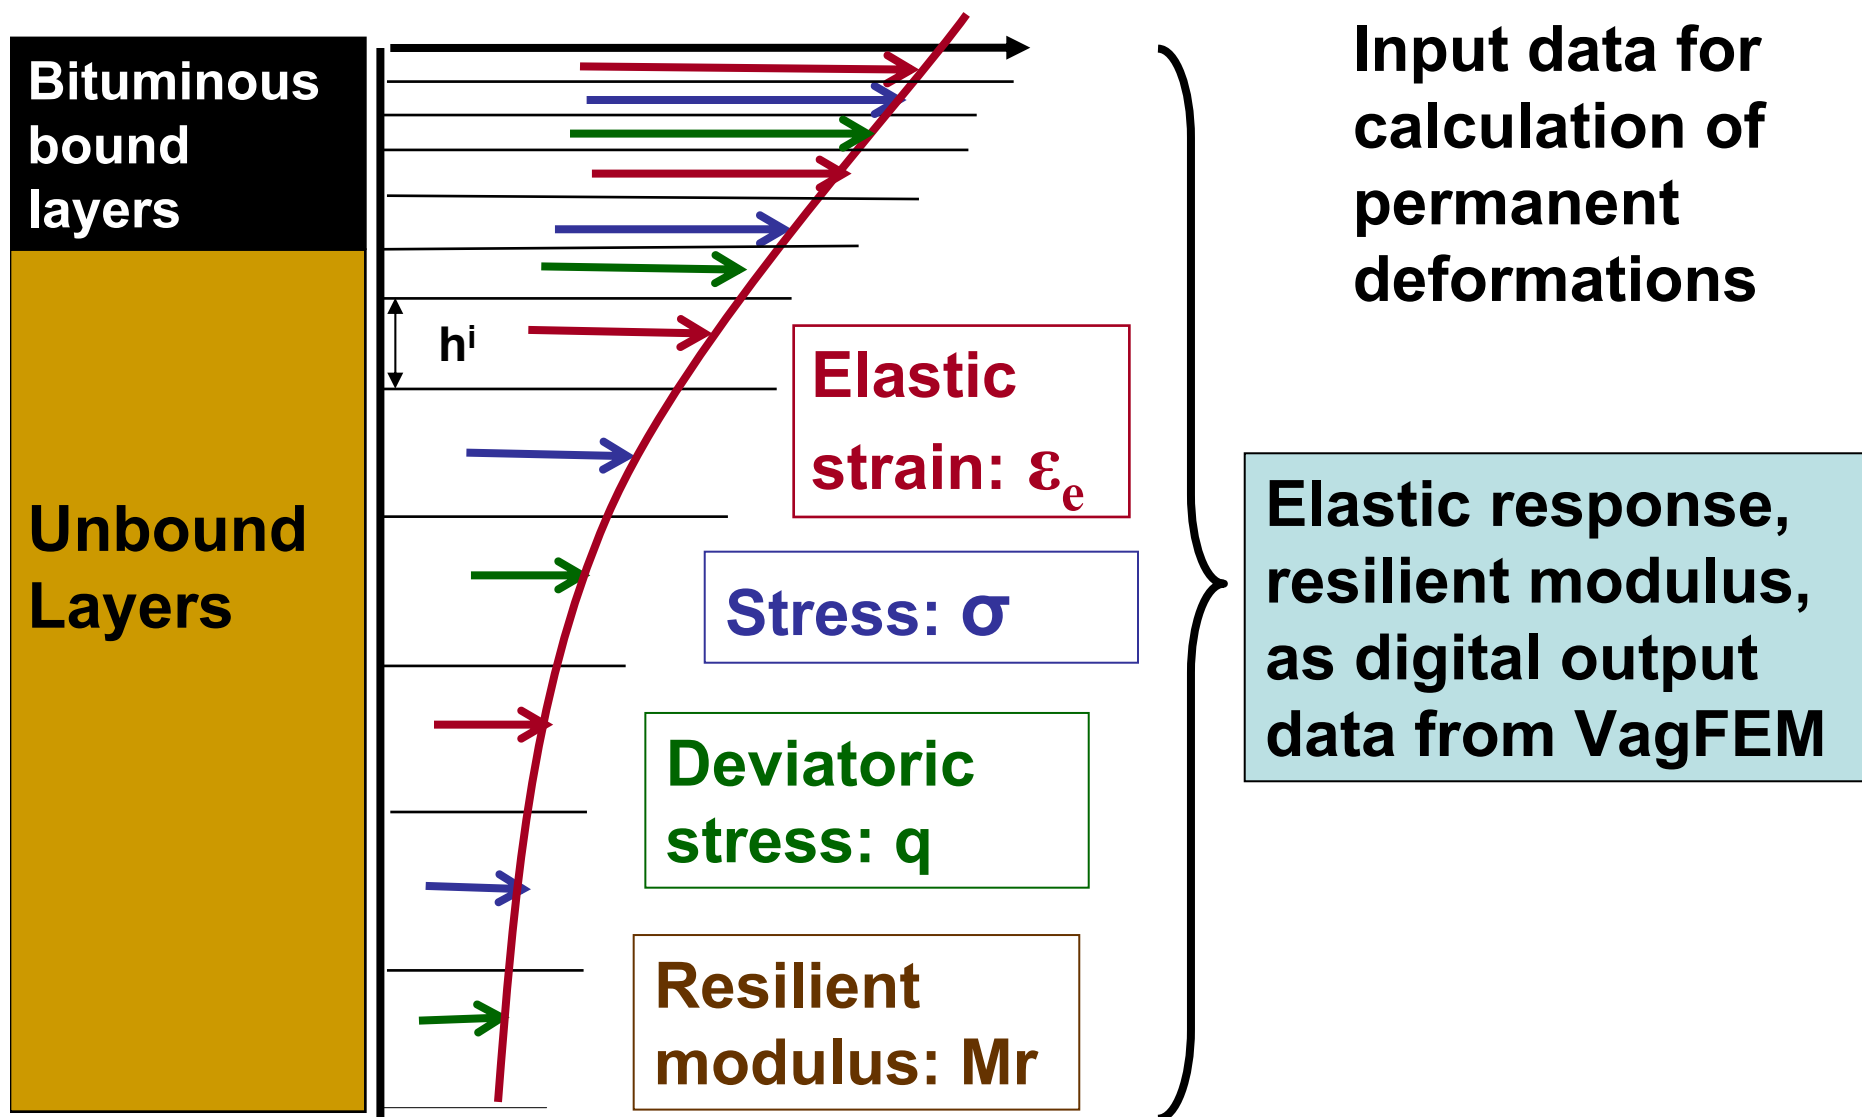 Bituminous
bound
layers
Unbound
Layers
hⁱ
Elastic
strain: εₑ
Stress: σ
Deviatoric
stress: q
Resilient
modulus: Mr
Input data for
calculation of
permanent
deformations
Elastic response,
resilient modulus,
as digital output
data from VagFEM